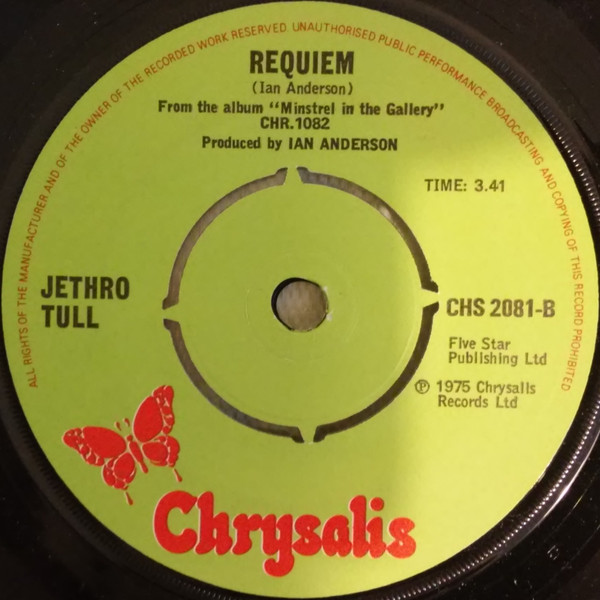 ALL RIGHTS OF THE MANUFACTURER AND OF THE OWNER OF THE RECORDED WORK RESERVED. UNAUTHORISED PUBLIC PERFORMANCE BROADCASTING AND COPYING OF THIS RECORD PROHIBITED
REQUIEM
(Ian Anderson)
From the album "Minstrel in the Gallery"
CHR.1082
Produced by IAN ANDERSON
TIME: 3.41
JETHRO
TULL
CHS 2081-B
Five Star
Publishing Ltd
℗ 1975 Chrysalis
Records Ltd
Chrysalis